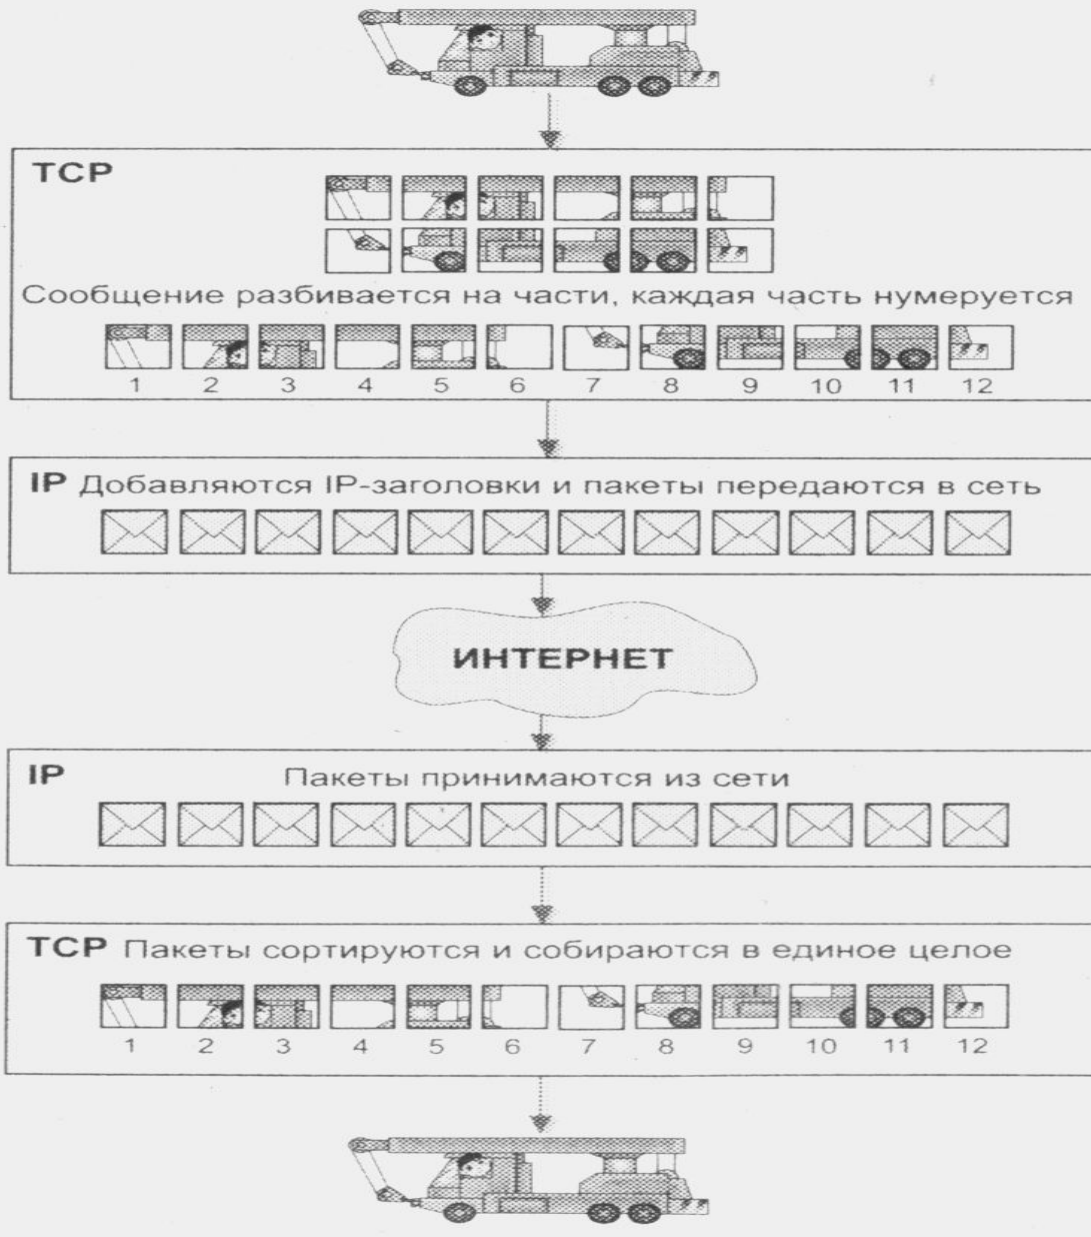 TCP
Сообщение разбивается на части, каждая часть нумеруется
1 2 3 4 5 6 7 8 9 10 11 12
IP Добавляются IP-заголовки и пакеты передаются в сеть
ИНТЕРНЕТ
IP Пакеты принимаются из сети
TCP Пакеты сортируются и собираются в единое целое
1 2 3 4 5 6 7 8 9 10 11 12